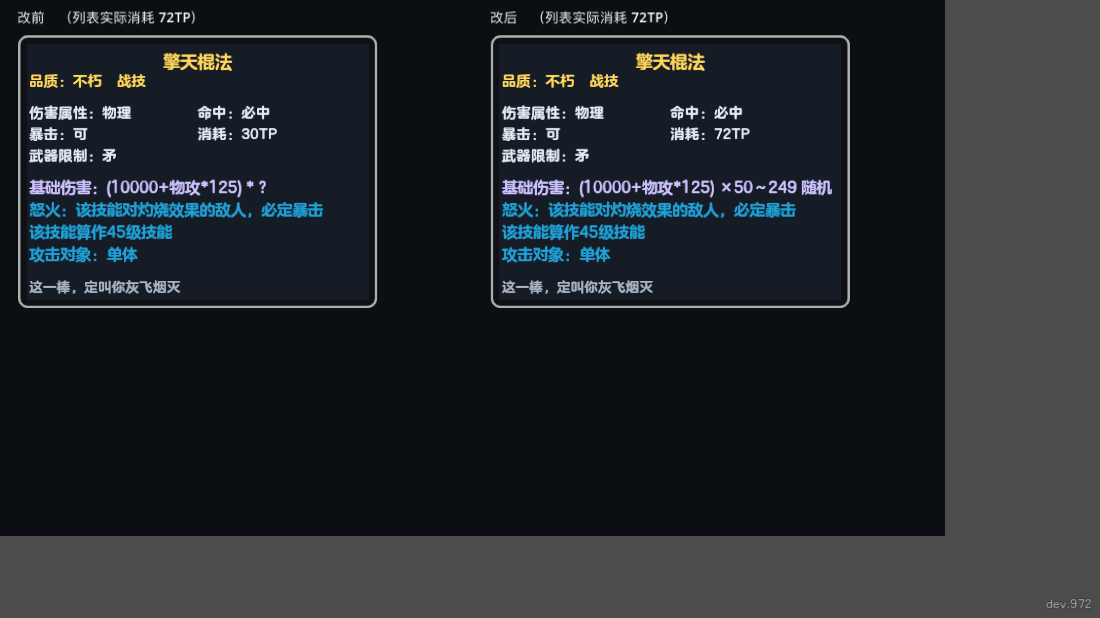 改前 (列表实际消耗 72TP)
擎天棍法
品质: 不朽 战技
伤害属性: 物理 命中: 必中
暴击: 可 消耗: 30TP
武器限制: 矛
基础伤害: (10000+物攻*125) * ?
怒火: 该技能对灼烧效果的敌人, 必定暴击
该技能算作45级技能
攻击对象: 单体
这一棒, 定叫你灰飞烟灭
改后 (列表实际消耗 72TP)
擎天棍法
品质: 不朽 战技
伤害属性: 物理 命中: 必中
暴击: 可 消耗: 72TP
武器限制: 矛
基础伤害: (10000+物攻*125) ×50~249 随机
怒火: 该技能对灼烧效果的敌人, 必定暴击
该技能算作45级技能
攻击对象: 单体
这一棒, 定叫你灰飞烟灭
dev.972